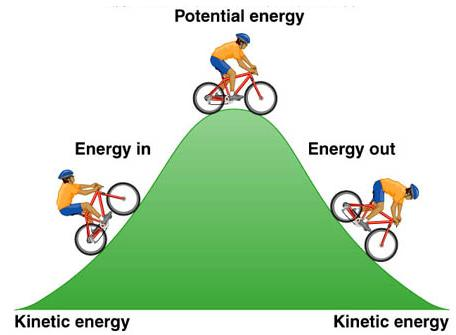 Potential energy
Energy in
Energy out
Kinetic energy
Kinetic energy